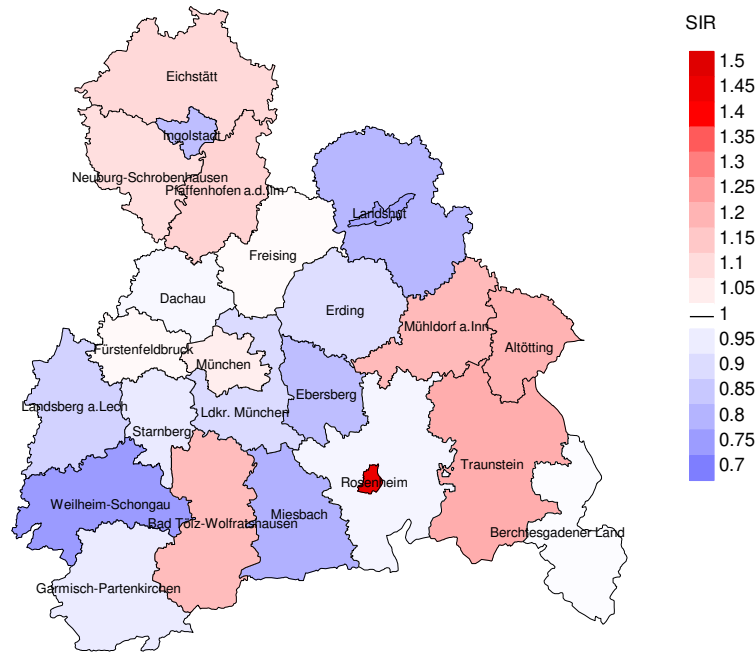 SIR
1.5
1.45
1.4
1.35
1.3
1.25
1.2
1.15
1.1
1.05
1
0.95
0.9
0.85
0.8
0.75
0.7
Eichstätt
Ingolstadt
Neuburg-Schrobenhausen
Pfaffenhofen a.d.Ilm
Landshut
Freising
Dachau
Erding
Mühldorf a.Inn
Altötting
Fürstenfeldbruck
München
Ebersberg
Landsberg a.Lech
Ldkr. München
Starnberg
Traunstein
Rosenheim
Weilheim-Schongau
Miesbach
Bad Tölz-Wolfratshausen
Berchtesgadener Land
Garmisch-Partenkirchen